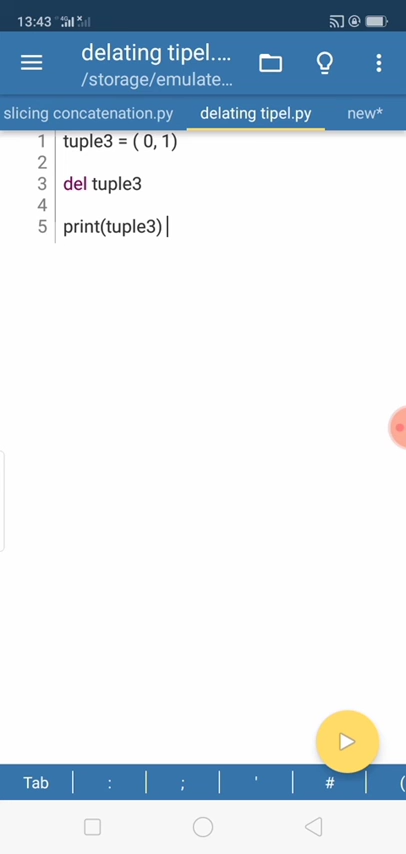 13:43 4G
delating tipel....
/storage/emulate...
slicing concatenation.py delating tipel.py new*
1 tuple3 = ( 0, 1)
2
3 del tuple3
4
5 print(tuple3)
Tab : ; ' # (